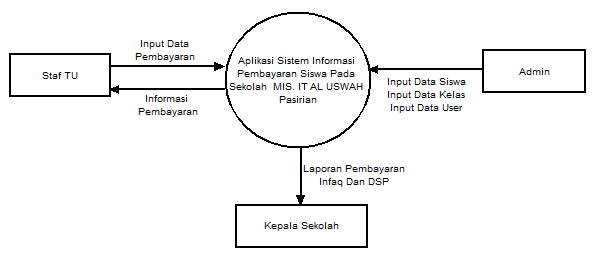 Input Data
Pembayaran
Staf TU
Informasi
Pembayaran
Aplikasi Sistem Informasi
Pembayaran Siswa Pada
Sekolah MIS. IT AL USWAH
Pasirian
Admin
Input Data Siswa
Input Data Kelas
Input Data User
Laporan Pembayaran
Infaq Dan DSP
Kepala Sekolah